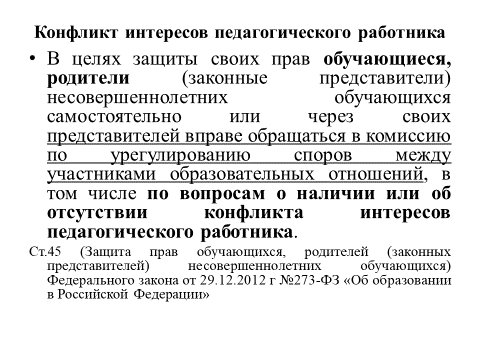 Конфликт интересов педагогического работника
• В целях защиты своих прав обучающиеся,
родители (законные представители)
несовершеннолетних обучающихся
самостоятельно или через своих
представителей вправе обращаться в комиссию
по урегулированию споров между
участниками образовательных отношений, в
том числе по вопросам о наличии или об
отсутствии конфликта интересов
педагогического работника.
Ст.45 (Защита прав обучающихся, родителей (законных
представителей) несовершеннолетних обучающихся)
Федерального закона от 29.12.2012 г №273-ФЗ «Об образовании
в Российской Федерации»